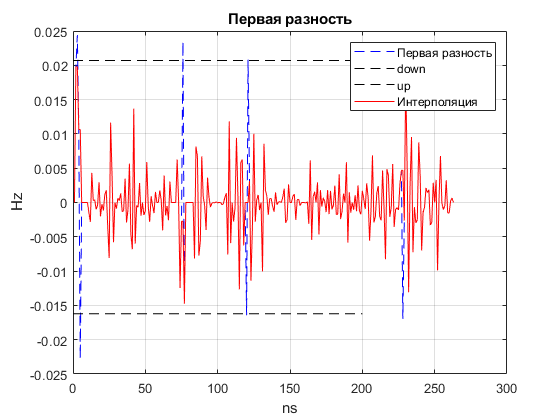 Первая разность
Hz
0.025
0.02
0.015
0.01
0.005
0
-0.005
-0.01
-0.015
-0.02
-0.025
Первая разность
down
up
Интерполяция
0 50 100 150 200 250 300
ns